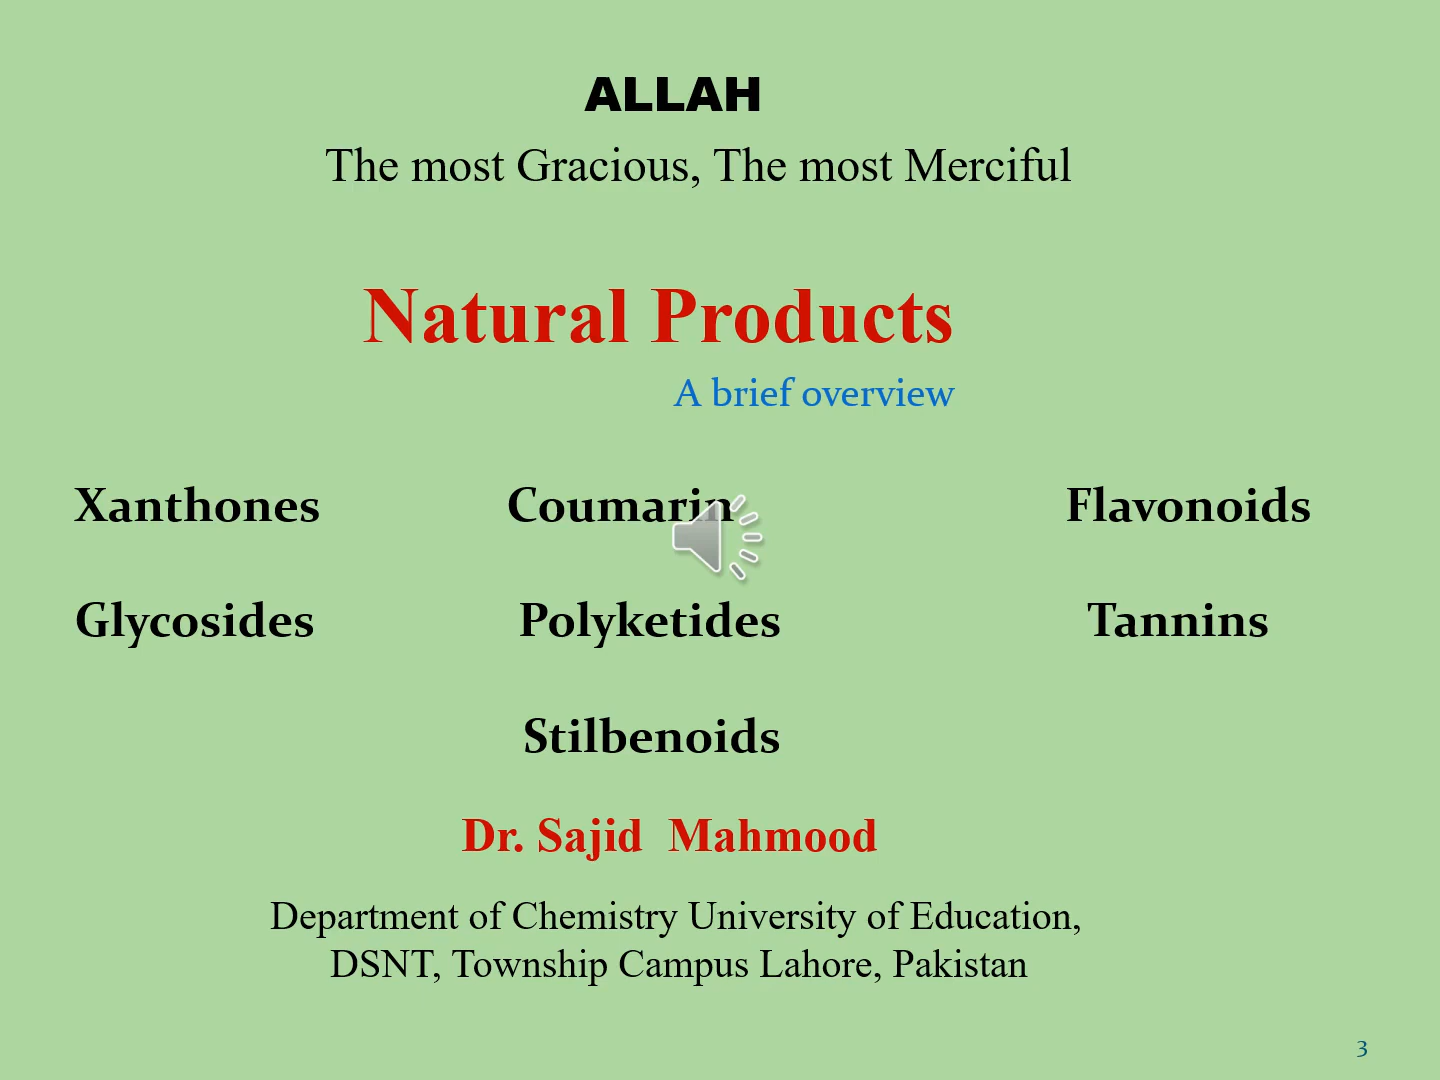 ALLAH
The most Gracious, The most Merciful
Natural Products
A brief overview
Xanthones Coumarin Flavonoids
Glycosides Polyketides Tannins
Stilbenoids
Dr. Sajid Mahmood
Department of Chemistry University of Education,
DSNT, Township Campus Lahore, Pakistan
3